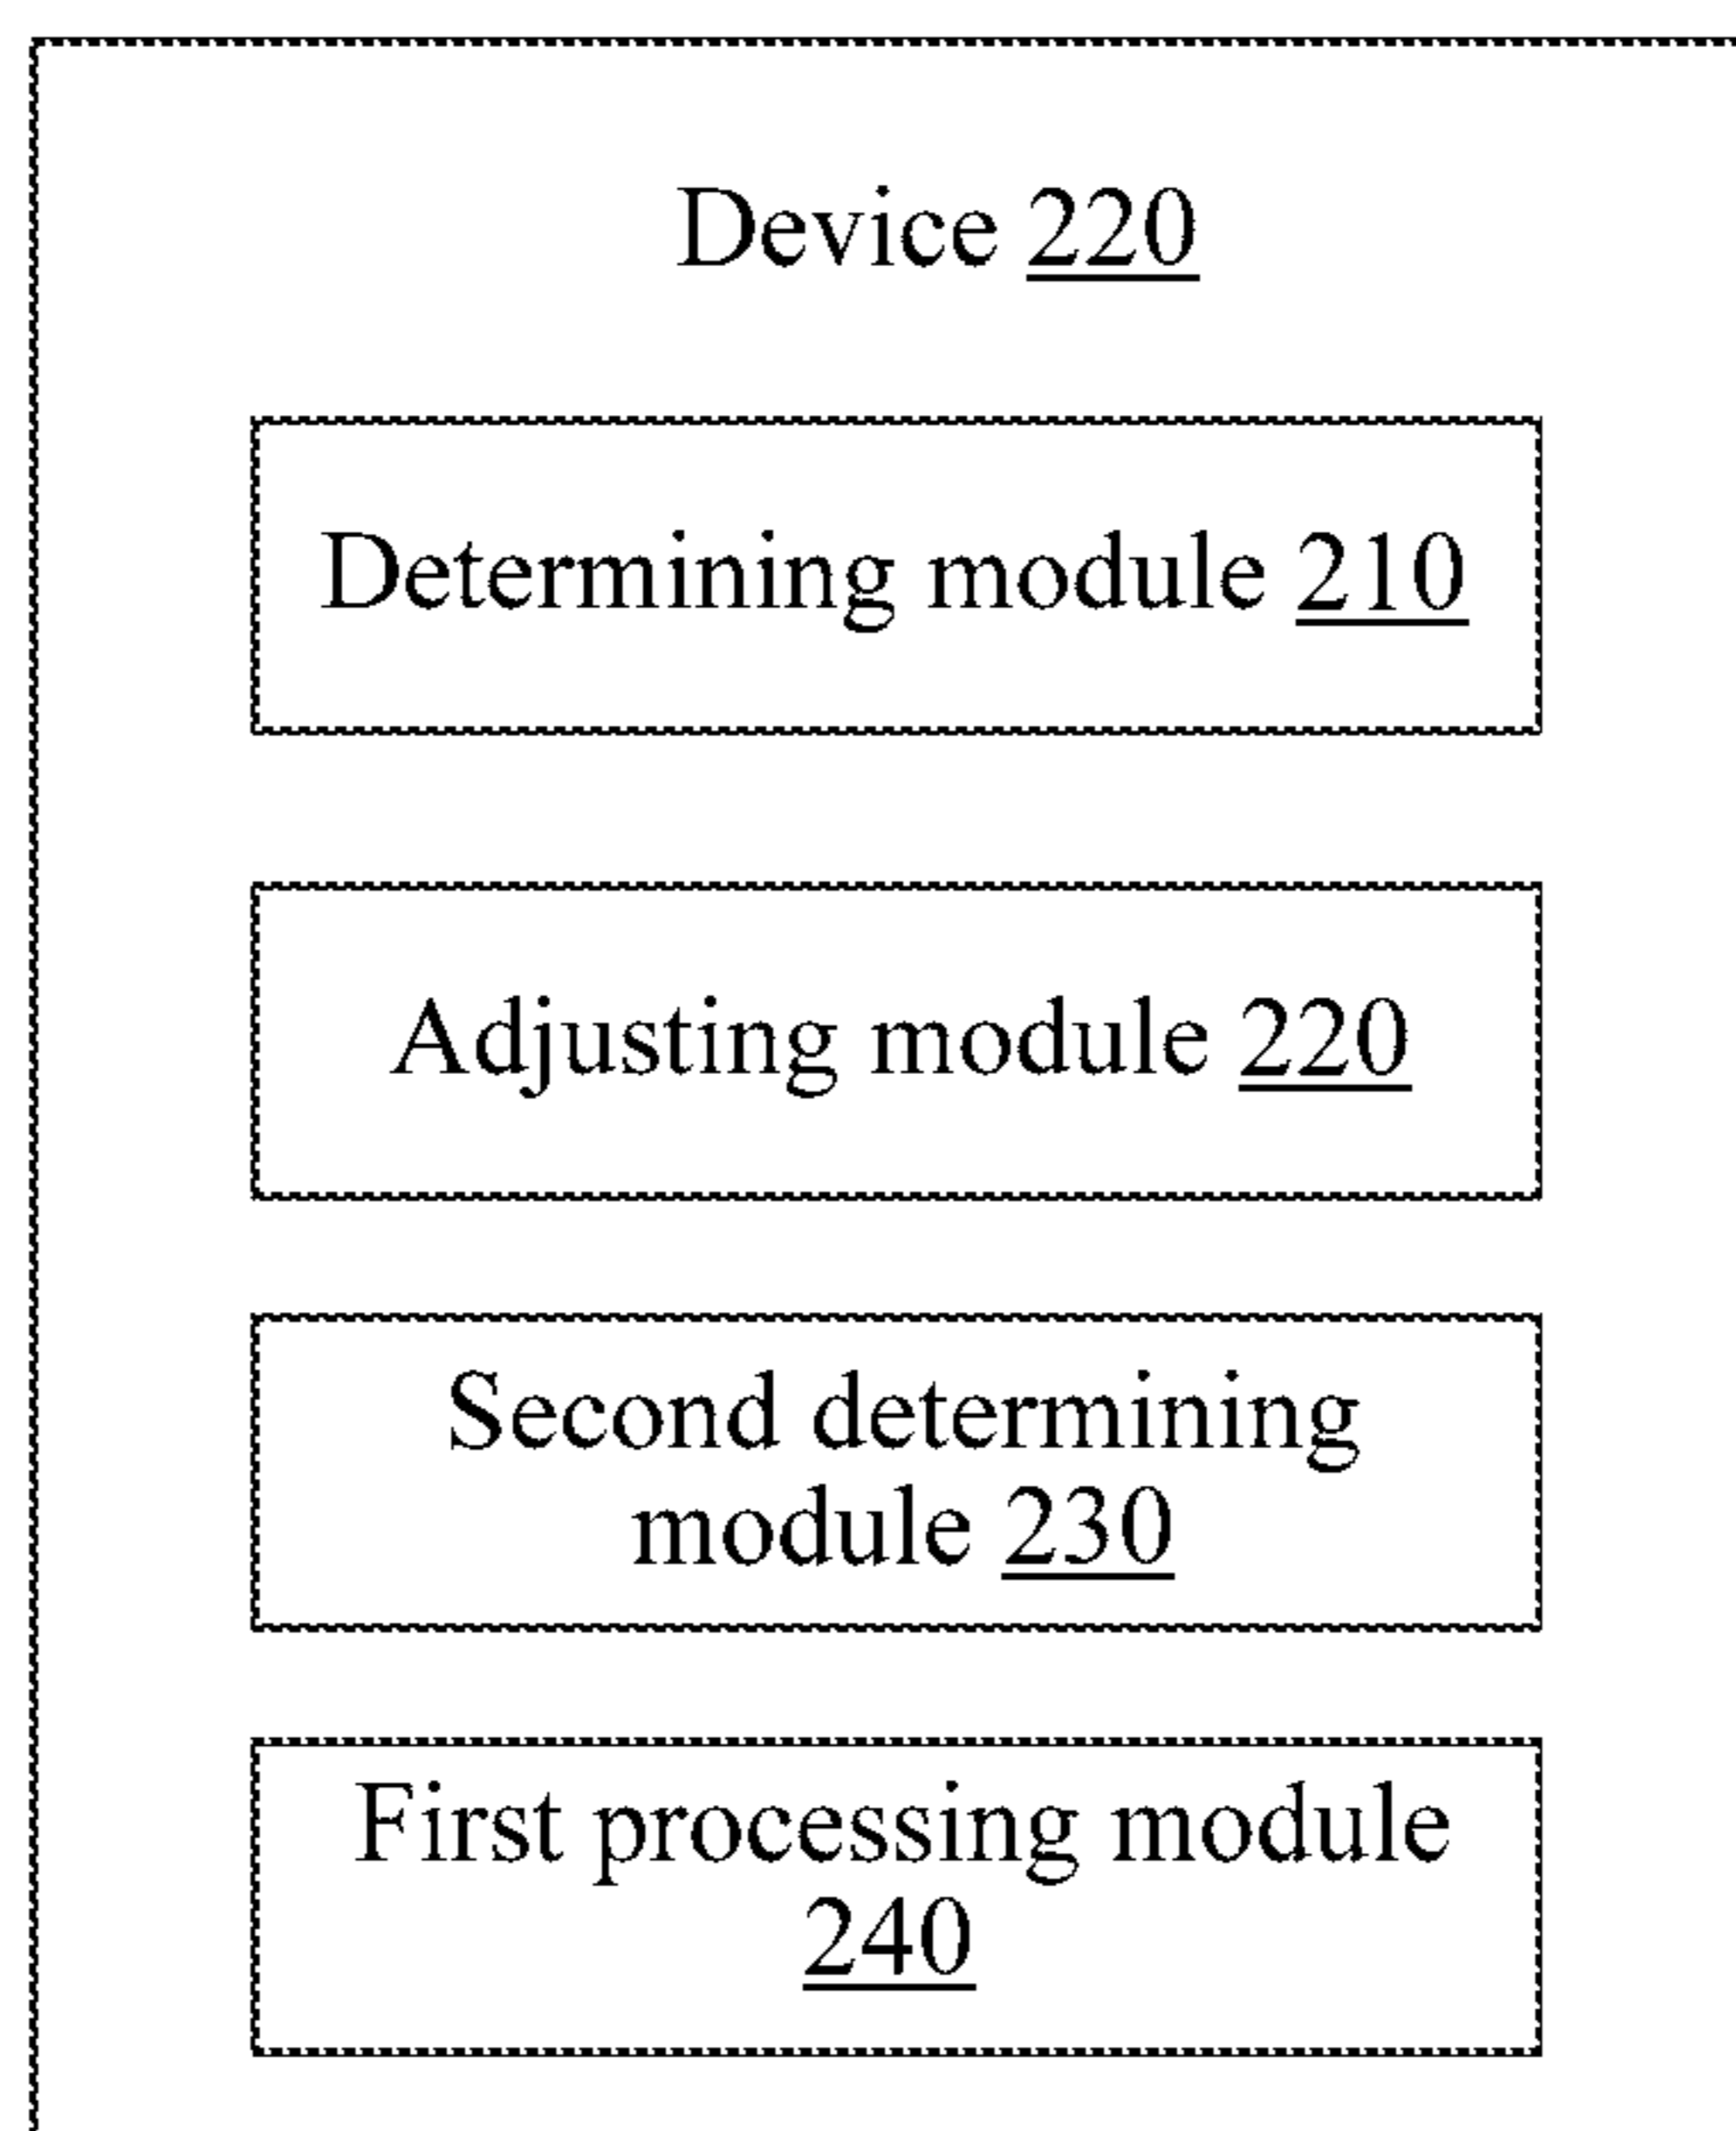 Device 220
Determining module 210
Adjusting module 220
Second determining
module 230
First processing module
240